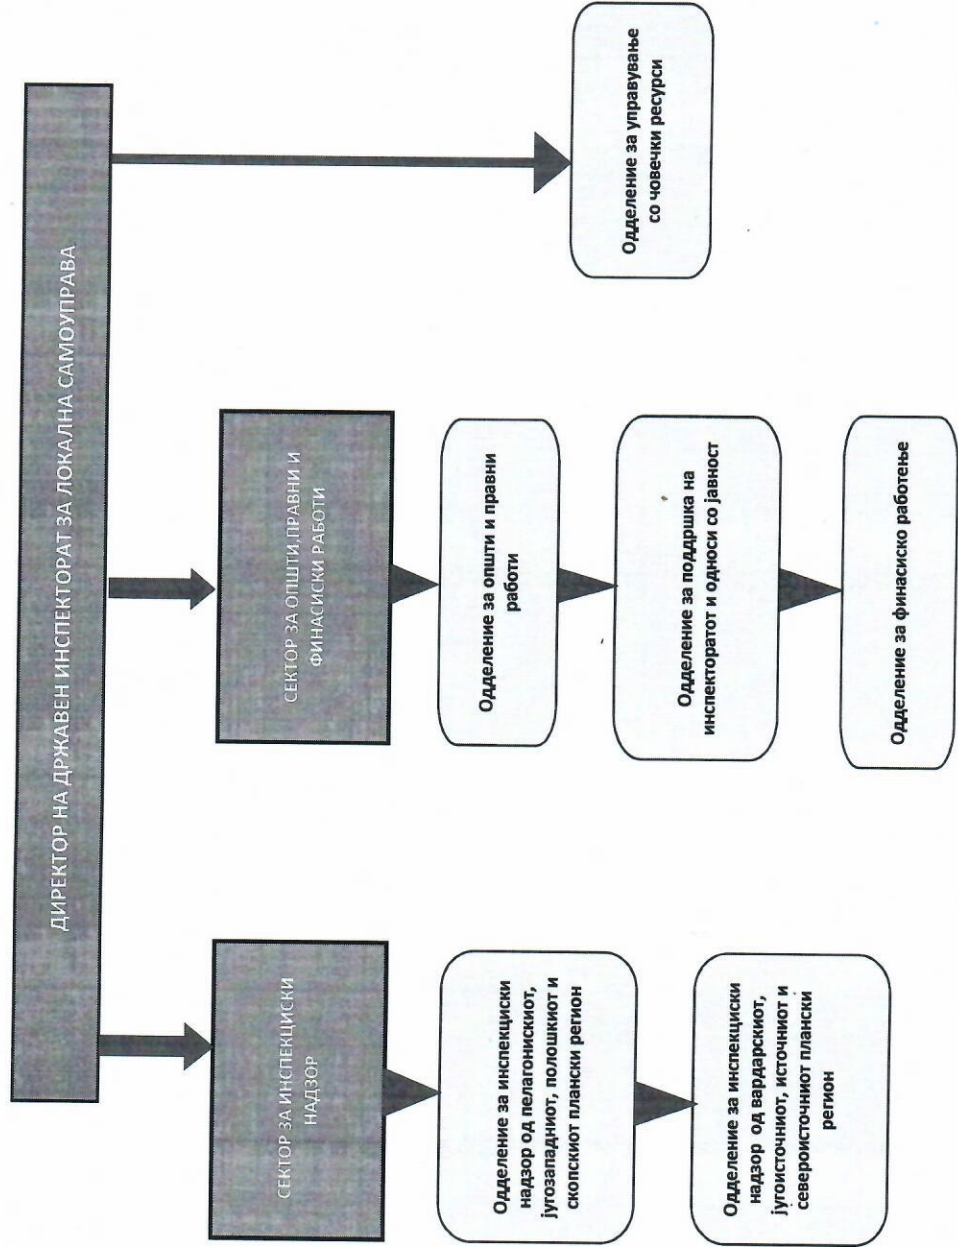 ДИРЕКТОР НА ДРЖАВЕН ИНСПЕКТОРАТ ЗА ЛОКАЛНА САМОУПРАВА
СЕКТОР ЗА ИНСПЕКЦИСКИ
НАДЗОР
Одделение за инспекциски
надзор од пелагонискиот,
југозападниот, полошкиот и
скопскиот плански регион
Одделение за инспекциски
надзор од вардарскиот,
југоисточниот, источниот и
североисточниот плански
регион
СЕКТОР ЗА ОПШТИ,ПРАВНИ И
ФИНАСИСКИ РАБОТИ
Одделение за општи и правни
работи
Одделение за поддршка на
инспекторатот и односи со јавност
Одделение за финасиско работење
Одделение за управување
со човечки ресурси